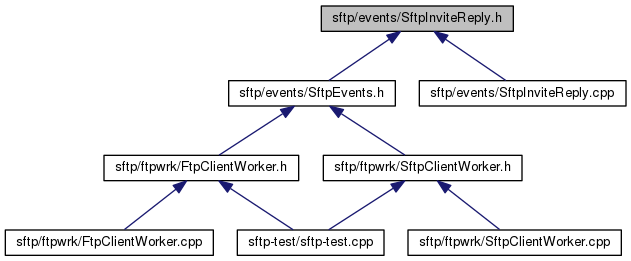 sftp/events/SftpInviteReply.h
sftp/events/SftpEvents.h
sftp/events/SftpInviteReply.cpp
sftp/ftpwrk/FtpClientWorker.h
sftp/ftpwrk/SftpClientWorker.h
sftp/ftpwrk/FtpClientWorker.cpp
sftp-test/sftp-test.cpp
sftp/ftpwrk/SftpClientWorker.cpp